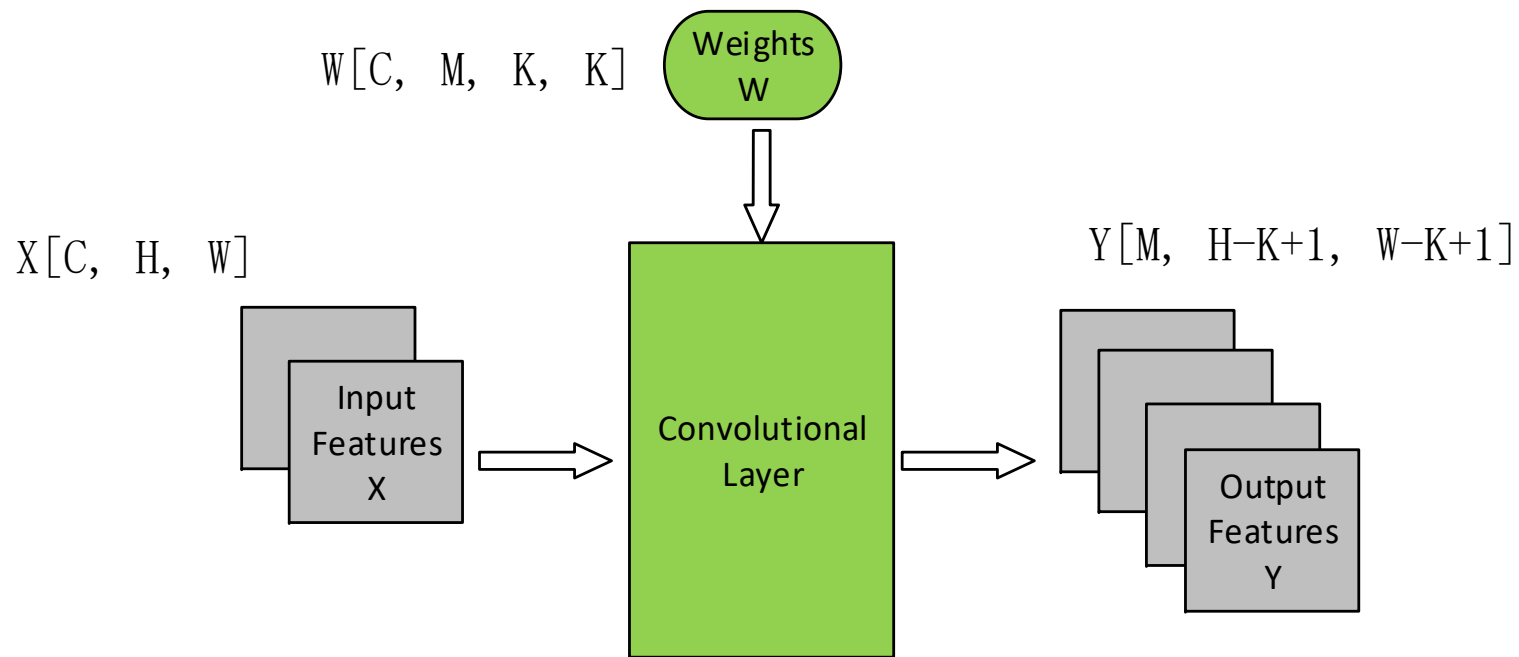 W[C, M, K, K]
Weights
W
X[C, H, W]
Y[M, H-K+1, W-K+1]
Input
Features
X
Convolutional
Layer
Output
Features
Y